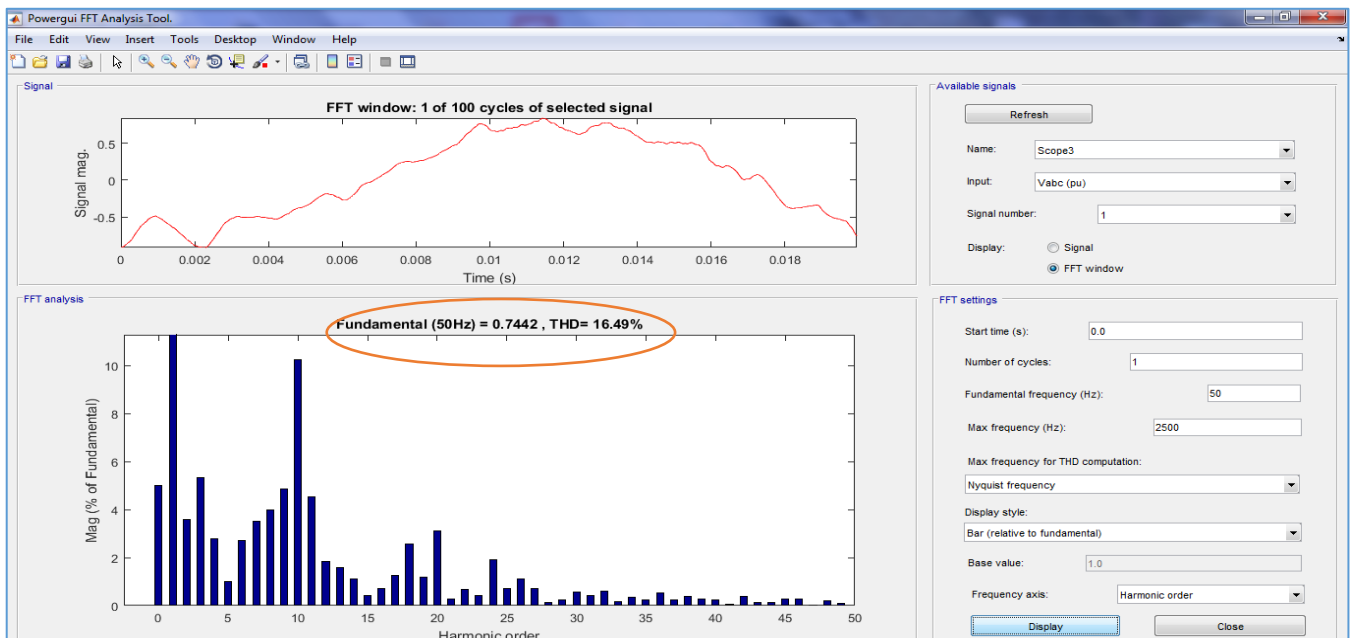 Powergui FFT Analysis Tool.
File Edit View Insert Tools Desktop Window Help
Signal
FFT window: 1 of 100 cycles of selected signal
0.5
0
-0.5
Signal mag.
0 0.002 0.004 0.006 0.008 0.01 0.012 0.014 0.016 0.018
Time (s)
FFT analysis
Fundamental (50Hz) = 0.7442 , THD= 16.49%
10
8
6
4
2
0
Mag (% of Fundamental)
0 5 10 15 20 25 30 35 40 45 50
Harmonic order
Available signals
Refresh
Name: Scope3
Input: Vabc (pu)
Signal number: 1
Display: Signal
FFT window
FFT settings
Start time (s): 0.0
Number of cycles: 1
Fundamental frequency (Hz): 50
Max frequency (Hz): 2500
Max frequency for THD computation:
Nyquist frequency
Display style:
Bar (relative to fundamental)
Base value: 1.0
Frequency axis: Harmonic order
Display Close